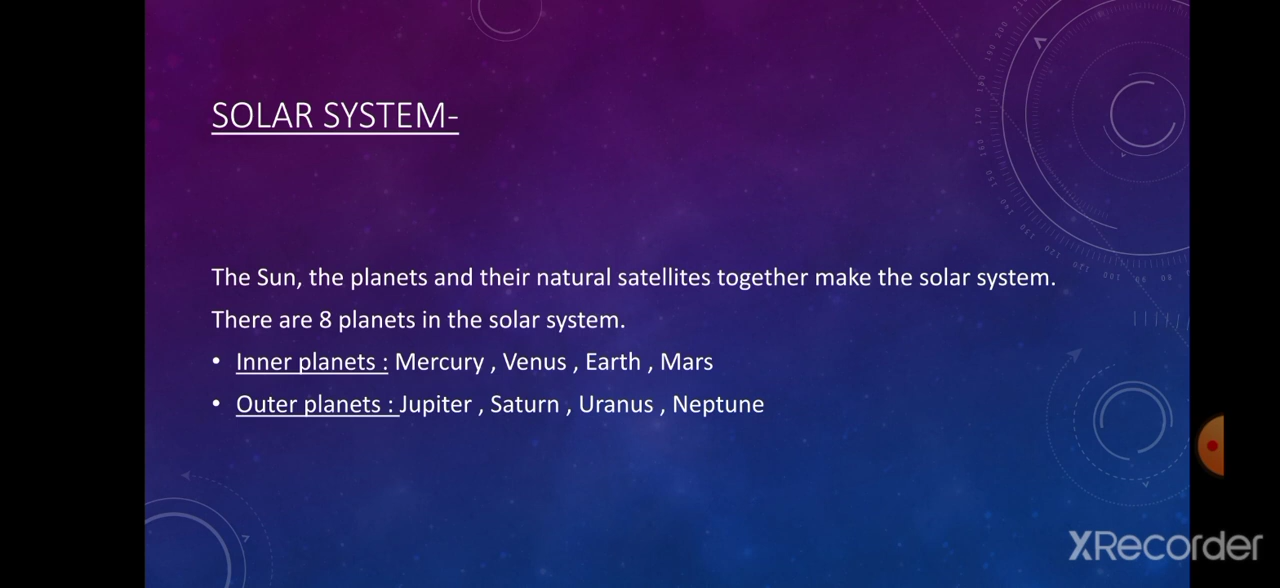 SOLAR SYSTEM-
The Sun, the planets and their natural satellites together make the solar system.
There are 8 planets in the solar system.
• Inner planets : Mercury , Venus , Earth , Mars
• Outer planets : Jupiter , Saturn , Uranus , Neptune
XRecorder